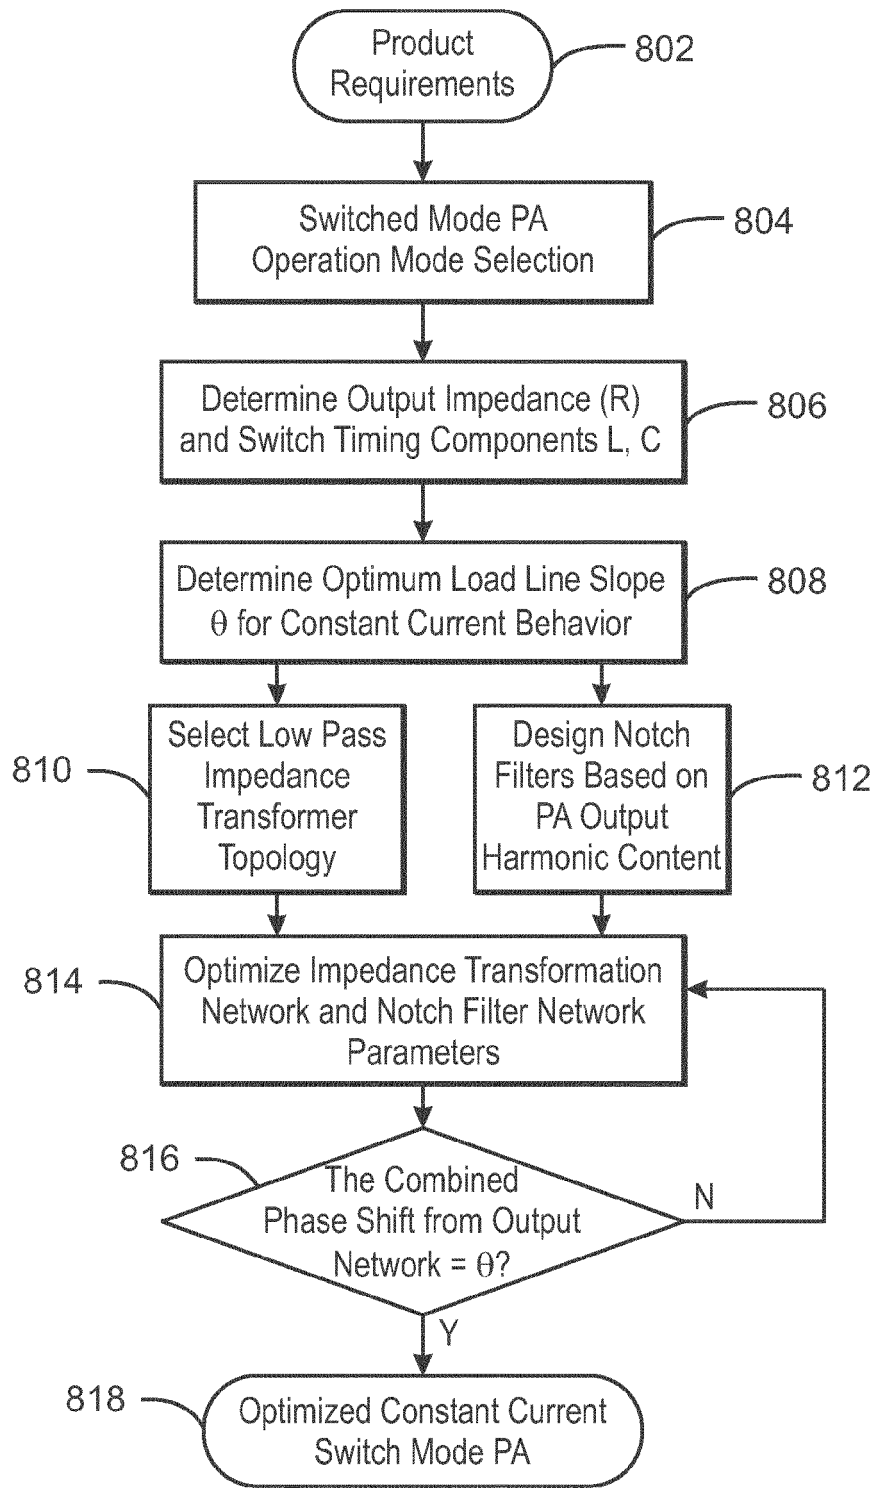 Product
Requirements
802
Switched Mode PA
Operation Mode Selection
804
Determine Output Impedance (R)
and Switch Timing Components L, C
806
Determine Optimum Load Line Slope
θ for Constant Current Behavior
808
810
Select Low Pass
Impedance
Transformer
Topology
Design Notch
Filters Based on
PA Output
Harmonic Content
812
814
Optimize Impedance Transformation
Network and Notch Filter Network
Parameters
816
The Combined
Phase Shift from Output
Network = θ?
N
Y
818
Optimized Constant Current
Switch Mode PA